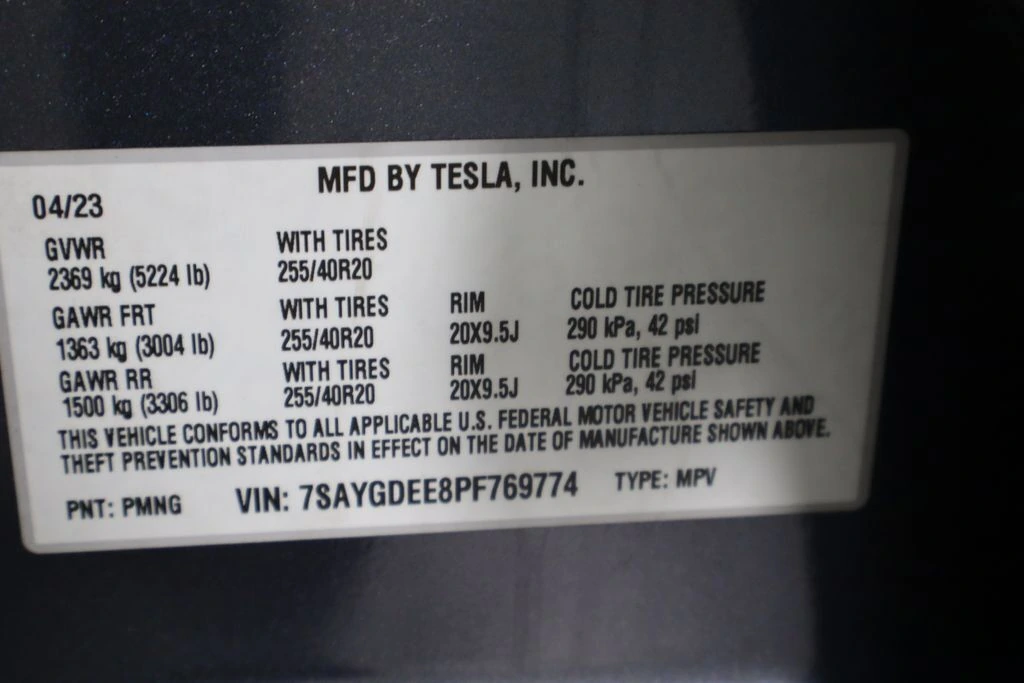 MFD BY TESLA, INC.
04/23
GVWR WITH TIRES
2369 kg (5224 lb) 255/40R20
GAWR FRT WITH TIRES RIM COLD TIRE PRESSURE
1363 kg (3004 lb) 255/40R20 20X9.5J 290 kPa, 42 psi
GAWR RR WITH TIRES RIM COLD TIRE PRESSURE
1500 kg (3306 lb) 255/40R20 20X9.5J 290 kPa, 42 psi
THIS VEHICLE CONFORMS TO ALL APPLICABLE U.S. FEDERAL MOTOR VEHICLE SAFETY AND
THEFT PREVENTION STANDARDS IN EFFECT ON THE DATE OF MANUFACTURE SHOWN ABOVE.
PNT: PMNG VIN: 7SAYGDEE8PF769774 TYPE: MPV